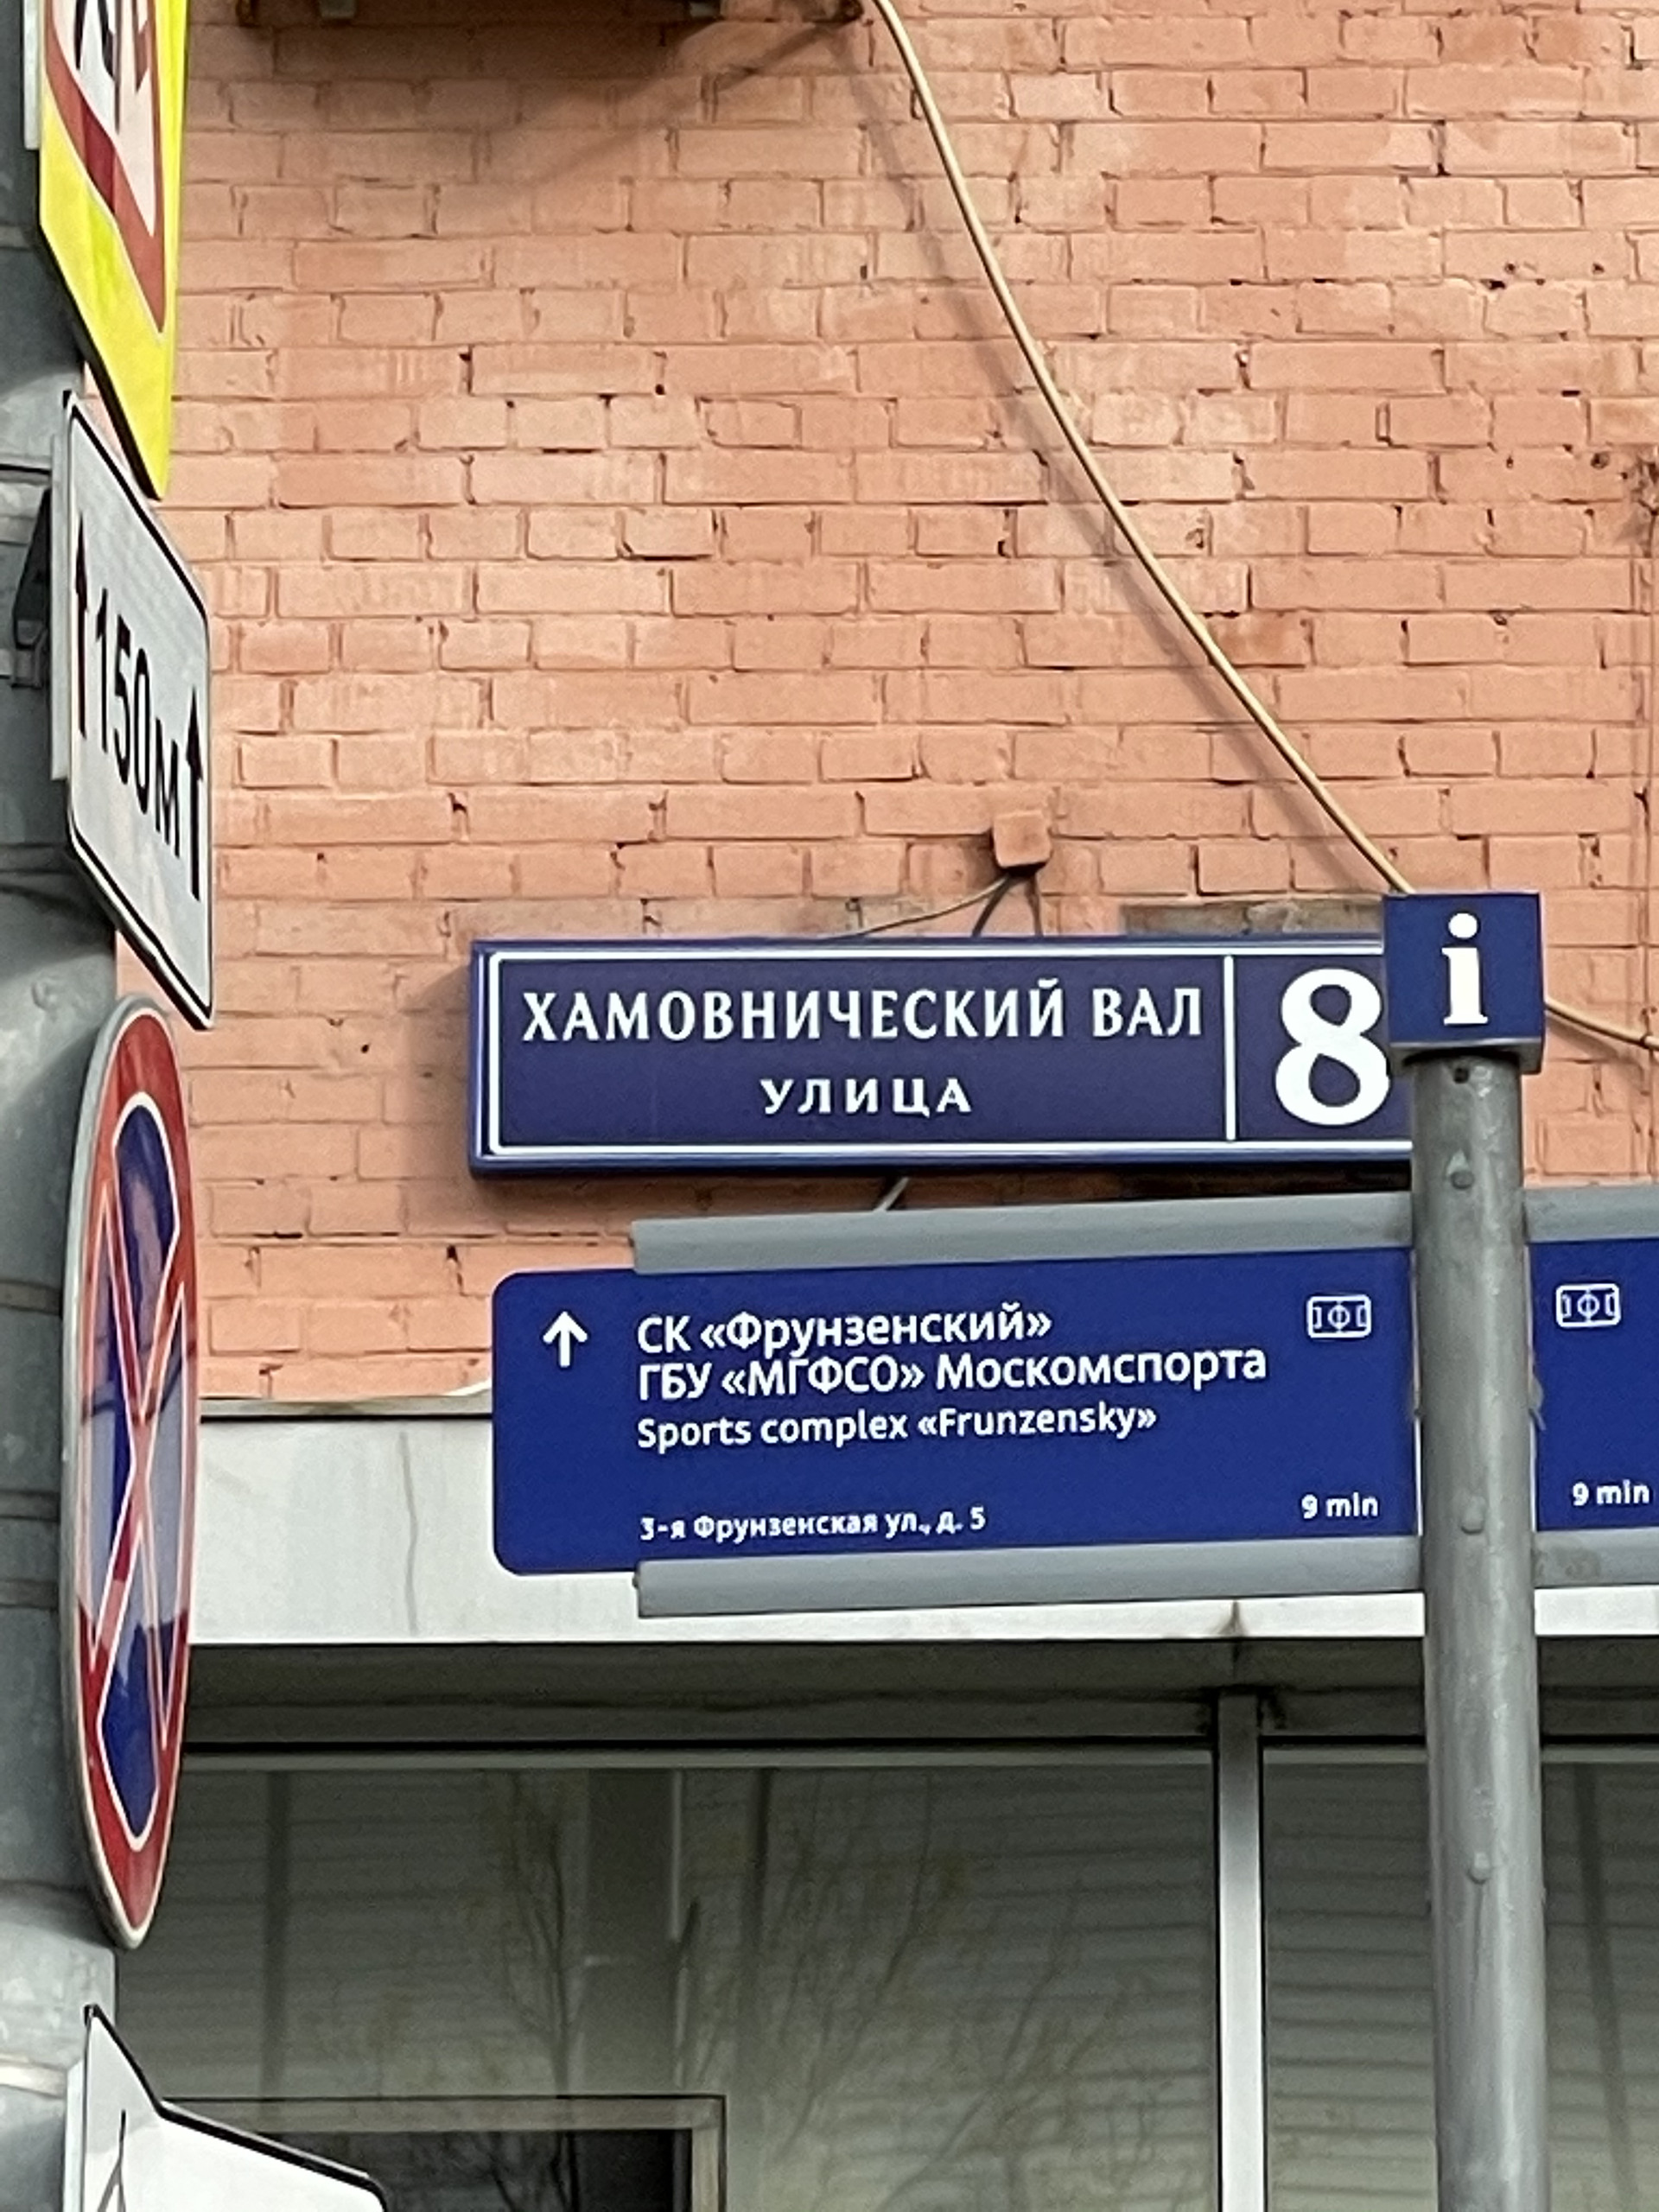 150м
ХАМОВНИЧЕСКИЙ ВАЛ
УЛИЦА
8
i
СК «Фрунзенский»
ГБУ «МГФСО» Москомспорта
Sports complex «Frunzensky»
3-я Фрунзенская ул., д. 5
9 min
9 min